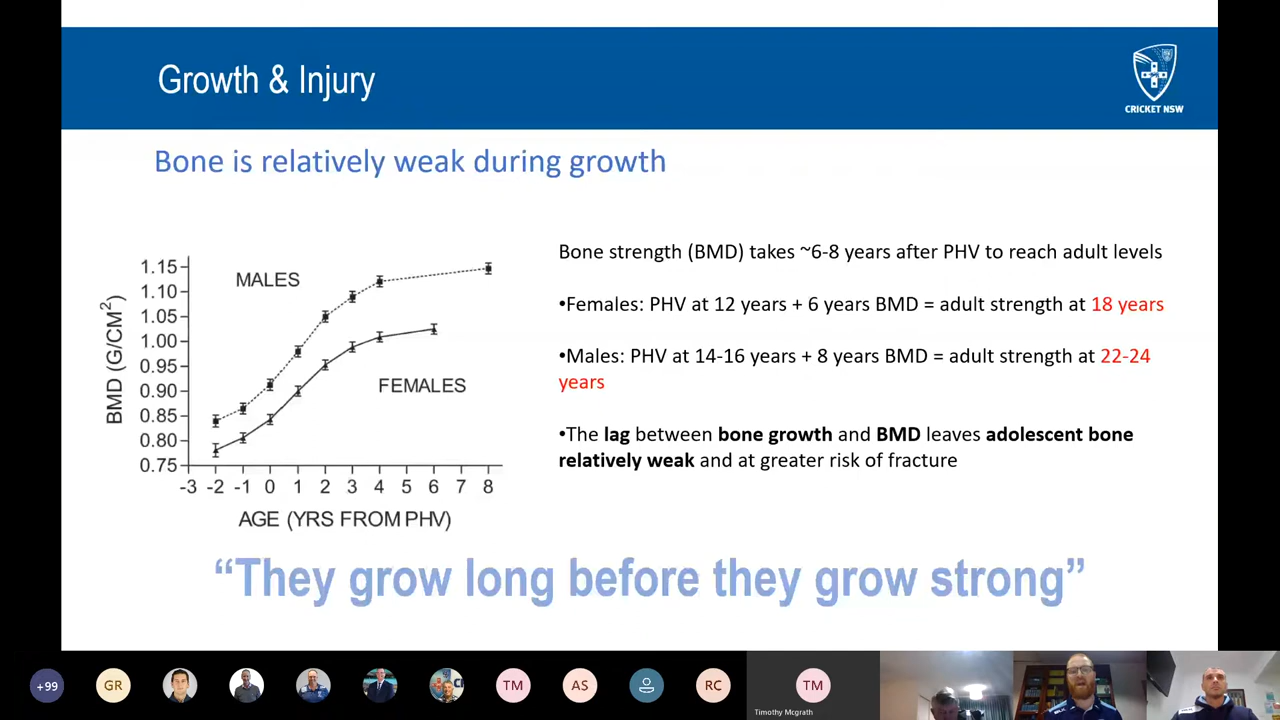 Growth & Injury
CRICKET NSW
Bone is relatively weak during growth
Bone strength (BMD) takes ~6-8 years after PHV to reach adult levels
•Females: PHV at 12 years + 6 years BMD = adult strength at 18 years
•Males: PHV at 14-16 years + 8 years BMD = adult strength at 22-24
years
•The lag between bone growth and BMD leaves adolescent bone
relatively weak and at greater risk of fracture
BMD (G/CM²)
1.15
1.10
1.05
1.00
0.95
0.90
0.85
0.80
0.75
MALES
FEMALES
-3 -2 -1 0 1 2 3 4 5 6 7 8
AGE (YRS FROM PHV)
“They grow long before they grow strong”
+99
GR
TM
AS
RC
TM
Timothy Mcgrath